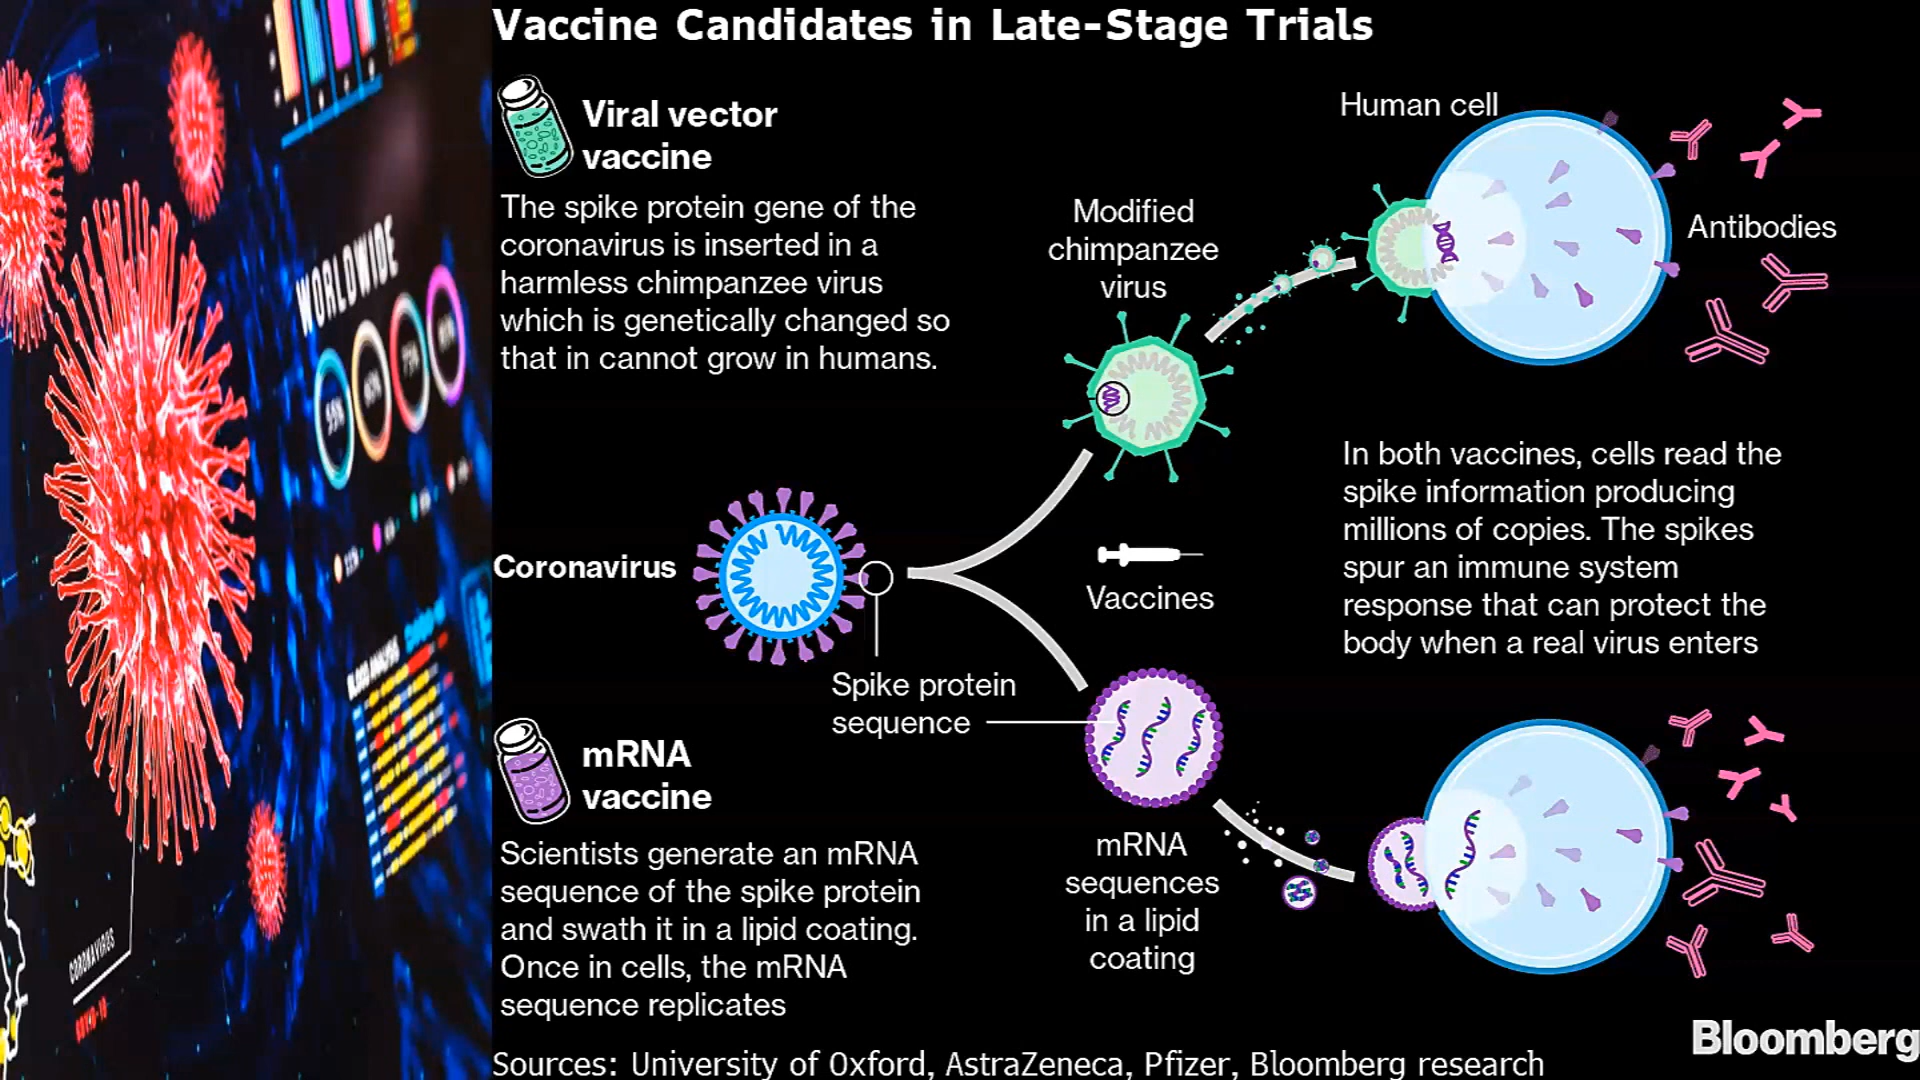 Vaccine Candidates in Late-Stage Trials
Viral vector
vaccine
The spike protein gene of the
coronavirus is inserted in a
harmless chimpanzee virus
which is genetically changed so
that in cannot grow in humans.
Human cell
Modified
chimpanzee
virus
Antibodies
WORLDWIDE
In both vaccines, cells read the
spike information producing
millions of copies. The spikes
spur an immune system
response that can protect the
body when a real virus enters
Coronavirus
Vaccines
Spike protein
sequence
mRNA
vaccine
Scientists generate an mRNA
sequence of the spike protein
and swath it in a lipid coating.
Once in cells, the mRNA
sequence replicates
mRNA
sequences
in a lipid
coating
CORONAVIRUS
Bloomberg
Sources: University of Oxford, AstraZeneca, Pfizer, Bloomberg research